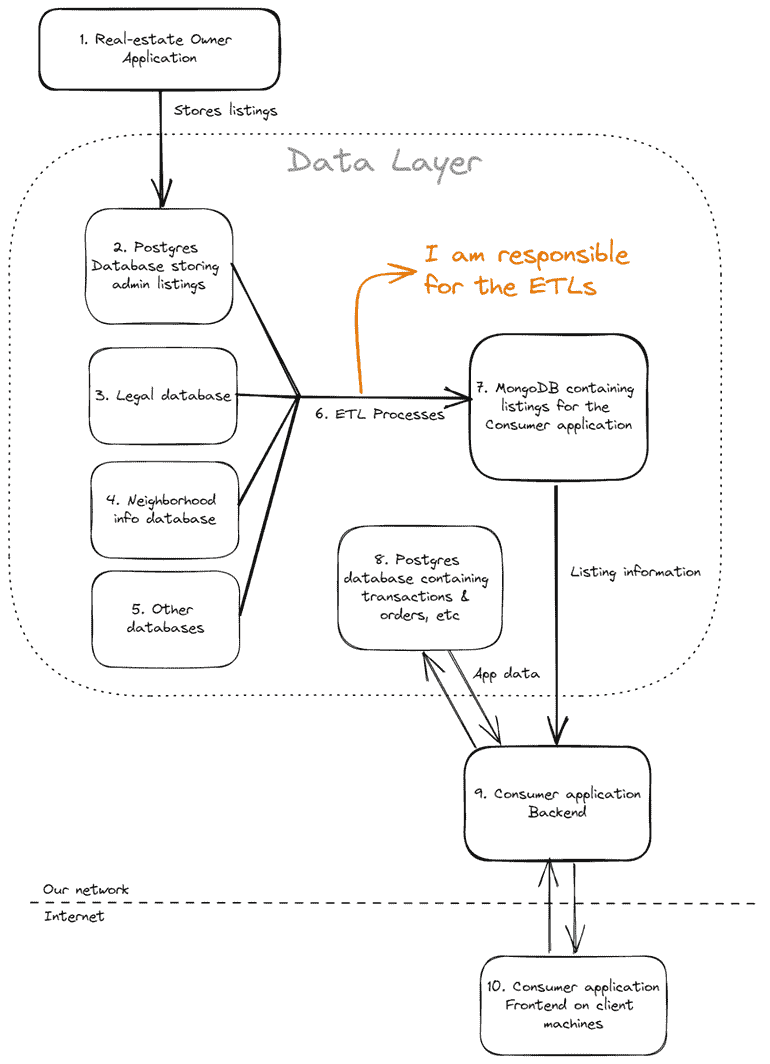 1. Real-estate Owner
Application
Stores listings
Data Layer
2. Postgres
Database storing
admin listings
I am responsible
for the ETLs
3. Legal database
6. ETL Processes
7. MongoDB containing
listings for the
Consumer application
4. Neighborhood
info database
8. Postgres
database containing
transactions &
orders, etc
Listing information
5. Other
databases
App data
9. Consumer application
Backend
Our network
Internet
10. Consumer application
Frontend on client
machines